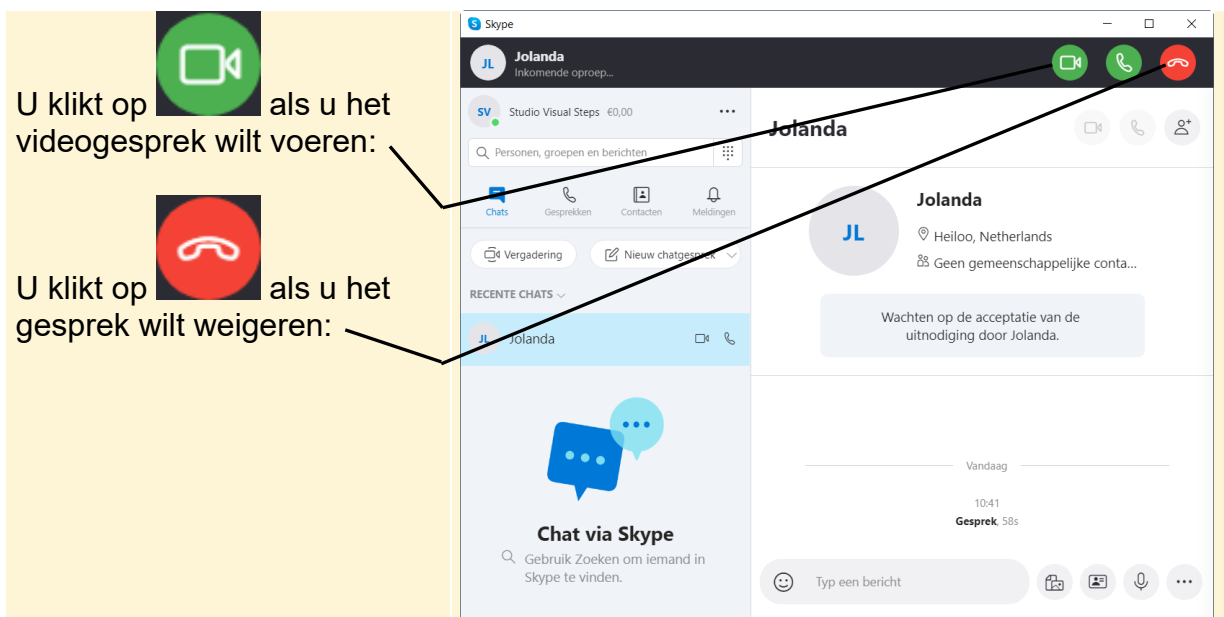 U klikt op als u het
videogesprek wilt voeren:
U klikt op als u het
gesprek wilt weigeren:
S Skype
JL Jolanda
Inkomende oproep...
SV Studio Visual Steps €0,00
Personen, groepen en berichten
Chats Gesprekken Contacten Meldingen
Vergadering Nieuw chatgesprek
RECENTE CHATS
JL Jolanda
Chat via Skype
Gebruik Zoeken om iemand in
Skype te vinden.
Jolanda
JL
Jolanda
Heiloo, Netherlands
Geen gemeenschappelijke conta...
Wachten op de acceptatie van de
uitnodiging door Jolanda.
Vandaag
10:41
Gesprek, 58s
Typ een bericht